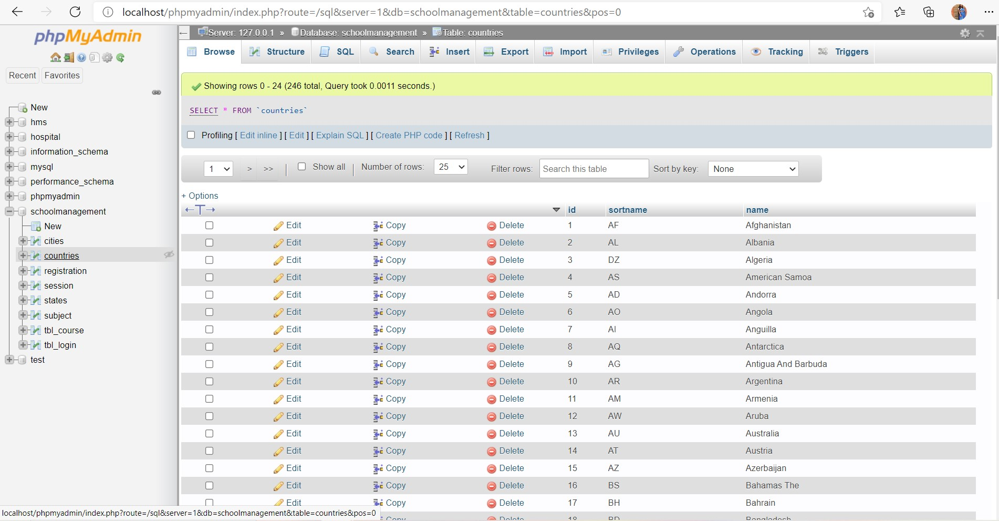 localhost/phpmyadmin/index.php?route=/sql&server=1&db=schoolmanagement&table=countries&pos=0
phpMyAdmin
Recent Favorites
New
hms
hospital
information_schema
mysql
performance_schema
phpmyadmin
schoolmanagement
New
cities
countries
registration
session
states
subject
tbl_course
tbl_login
test
Server: 127.0.0.1 » Database: schoolmanagement » Table: countries
Browse Structure SQL Search Insert Export Import Privileges Operations Tracking Triggers
Showing rows 0 - 24 (246 total, Query took 0.0011 seconds.)
SELECT * FROM `countries`
Profiling [ Edit inline ] [ Edit ] [ Explain SQL ] [ Create PHP code ] [ Refresh ]
1 > >> | Show all | Number of rows: 25 Filter rows: Search this table Sort by key: None
+ Options
←T→ id sortname name
Edit Copy Delete 1 AF Afghanistan
Edit Copy Delete 2 AL Albania
Edit Copy Delete 3 DZ Algeria
Edit Copy Delete 4 AS American Samoa
Edit Copy Delete 5 AD Andorra
Edit Copy Delete 6 AO Angola
Edit Copy Delete 7 AI Anguilla
Edit Copy Delete 8 AQ Antarctica
Edit Copy Delete 9 AG Antigua And Barbuda
Edit Copy Delete 10 AR Argentina
Edit Copy Delete 11 AM Armenia
Edit Copy Delete 12 AW Aruba
Edit Copy Delete 13 AU Australia
Edit Copy Delete 14 AT Austria
Edit Copy Delete 15 AZ Azerbaijan
Edit Copy Delete 16 BS Bahamas The
Edit Copy Delete 17 BH Bahrain
Copy Delete 18 BD Bangladesh
localhost/phpmyadmin/index.php?route=/sql&server=1&db=schoolmanagement&table=countries&pos=0